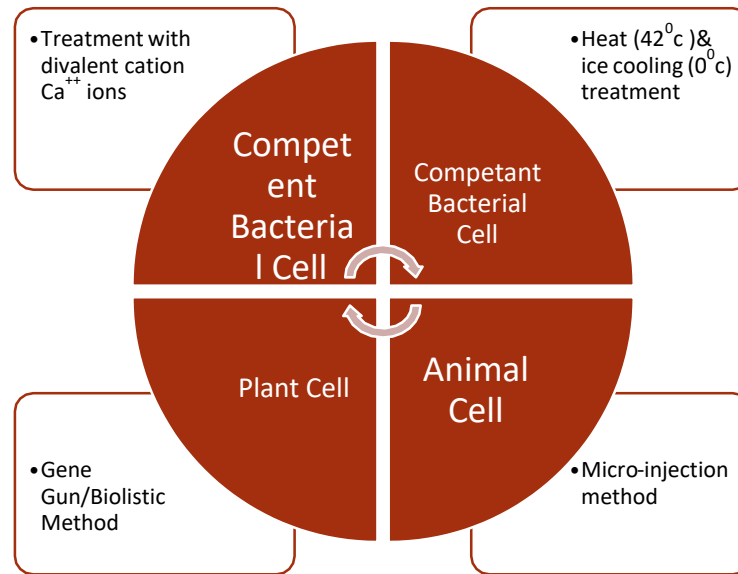 •Treatment with
divalent cation
Ca⁺⁺ ions
•Heat (42⁰c )&
ice cooling (0⁰c)
treatment
Compet
ent
Bacteria
l Cell
Competant
Bacterial
Cell
Plant Cell
Animal
Cell
•Gene
Gun/Biolistic
Method
•Micro-injection
method